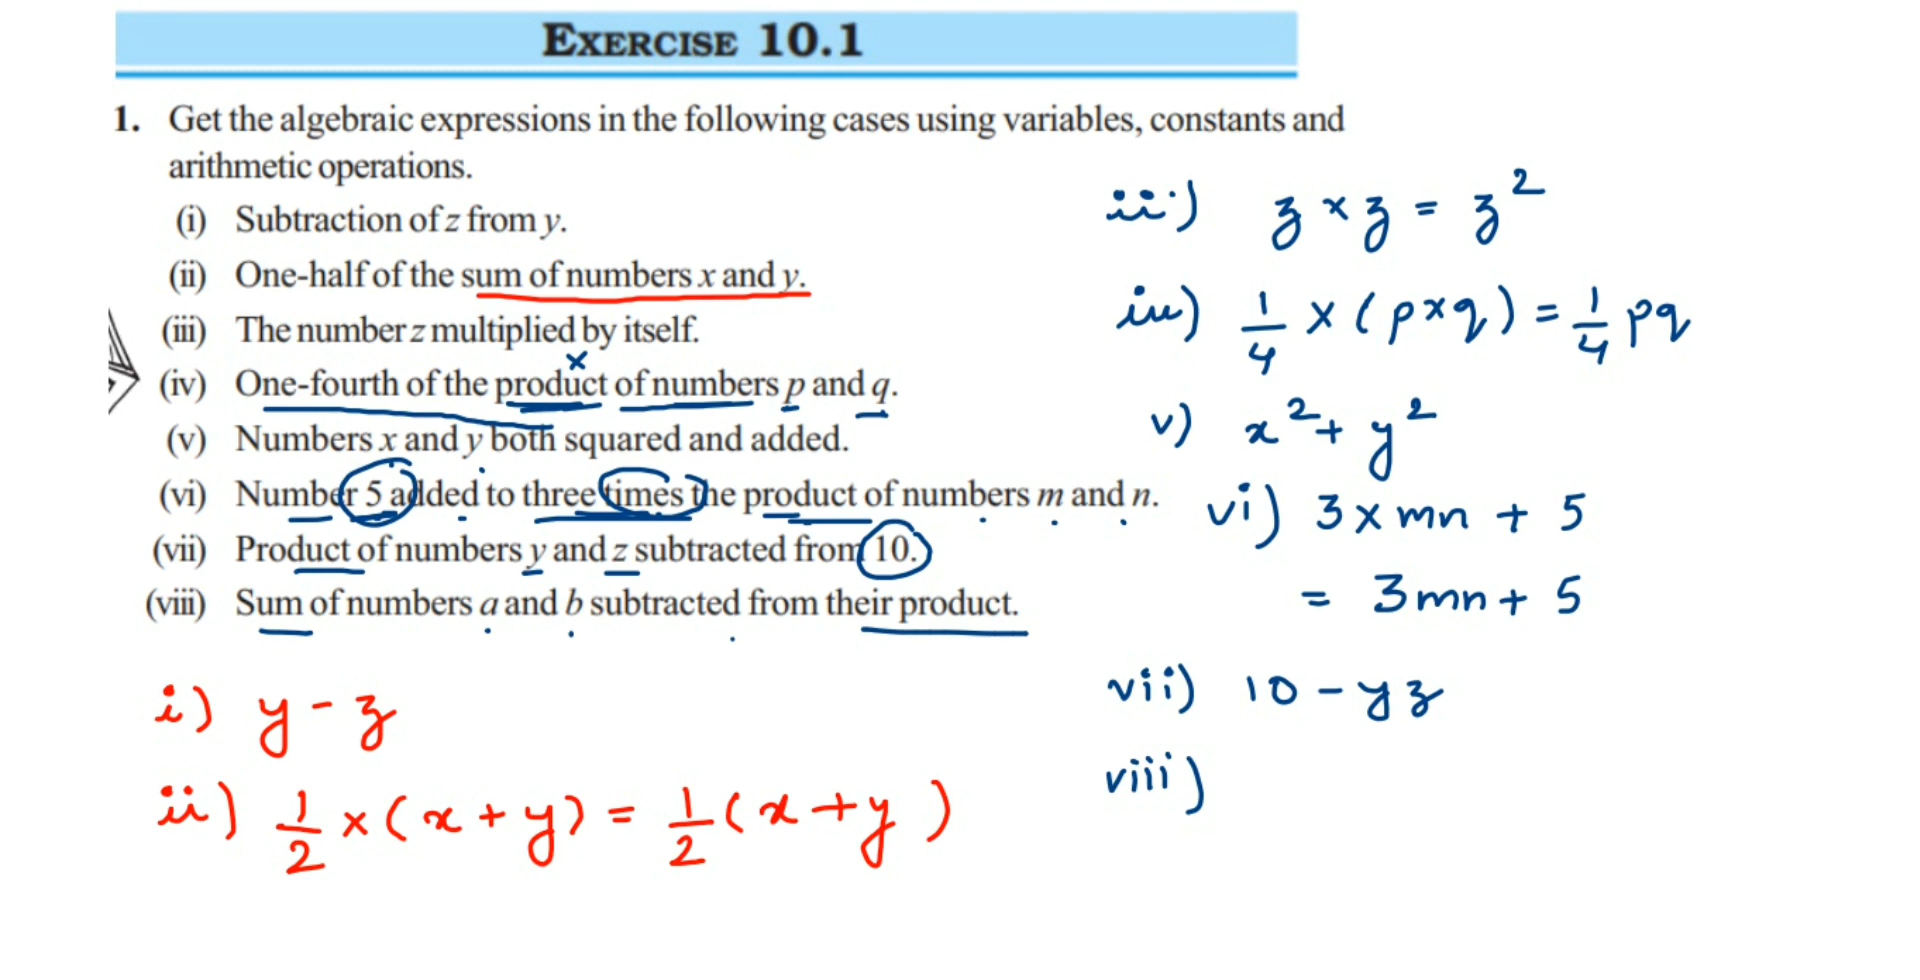 EXERCISE 10.1
1. Get the algebraic expressions in the following cases using variables, constants and
arithmetic operations.
(i) Subtraction of z from y.
(ii) One-half of the sum of numbers x and y.
(iii) The number z multiplied by itself.
×
(iv) One-fourth of the product of numbers p and q.
(v) Numbers x and y both squared and added.
(vi) Number 5 added to three times the product of numbers m and n.
(vii) Product of numbers y and z subtracted from 10.
(viii) Sum of numbers a and b subtracted from their product.
i) y - z
ii) 1/2 × (x + y) = 1/2 (x + y)
iii) z × z = z²
iv) 1/4 × (p × q) = 1/4 pq
v) x² + y²
vi) 3 × mn + 5
= 3mn + 5
vii) 10 - yz
viii)